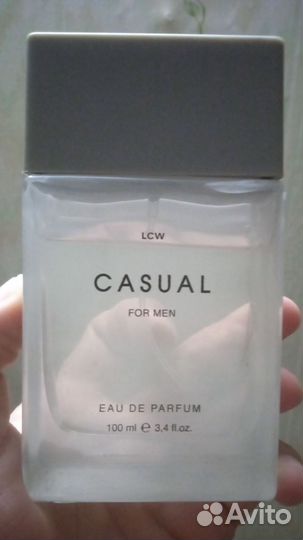 LCW
CASUAL
FOR MEN
EAU DE PARFUM
100 ml ℮ 3,4 fl.oz.
Avito